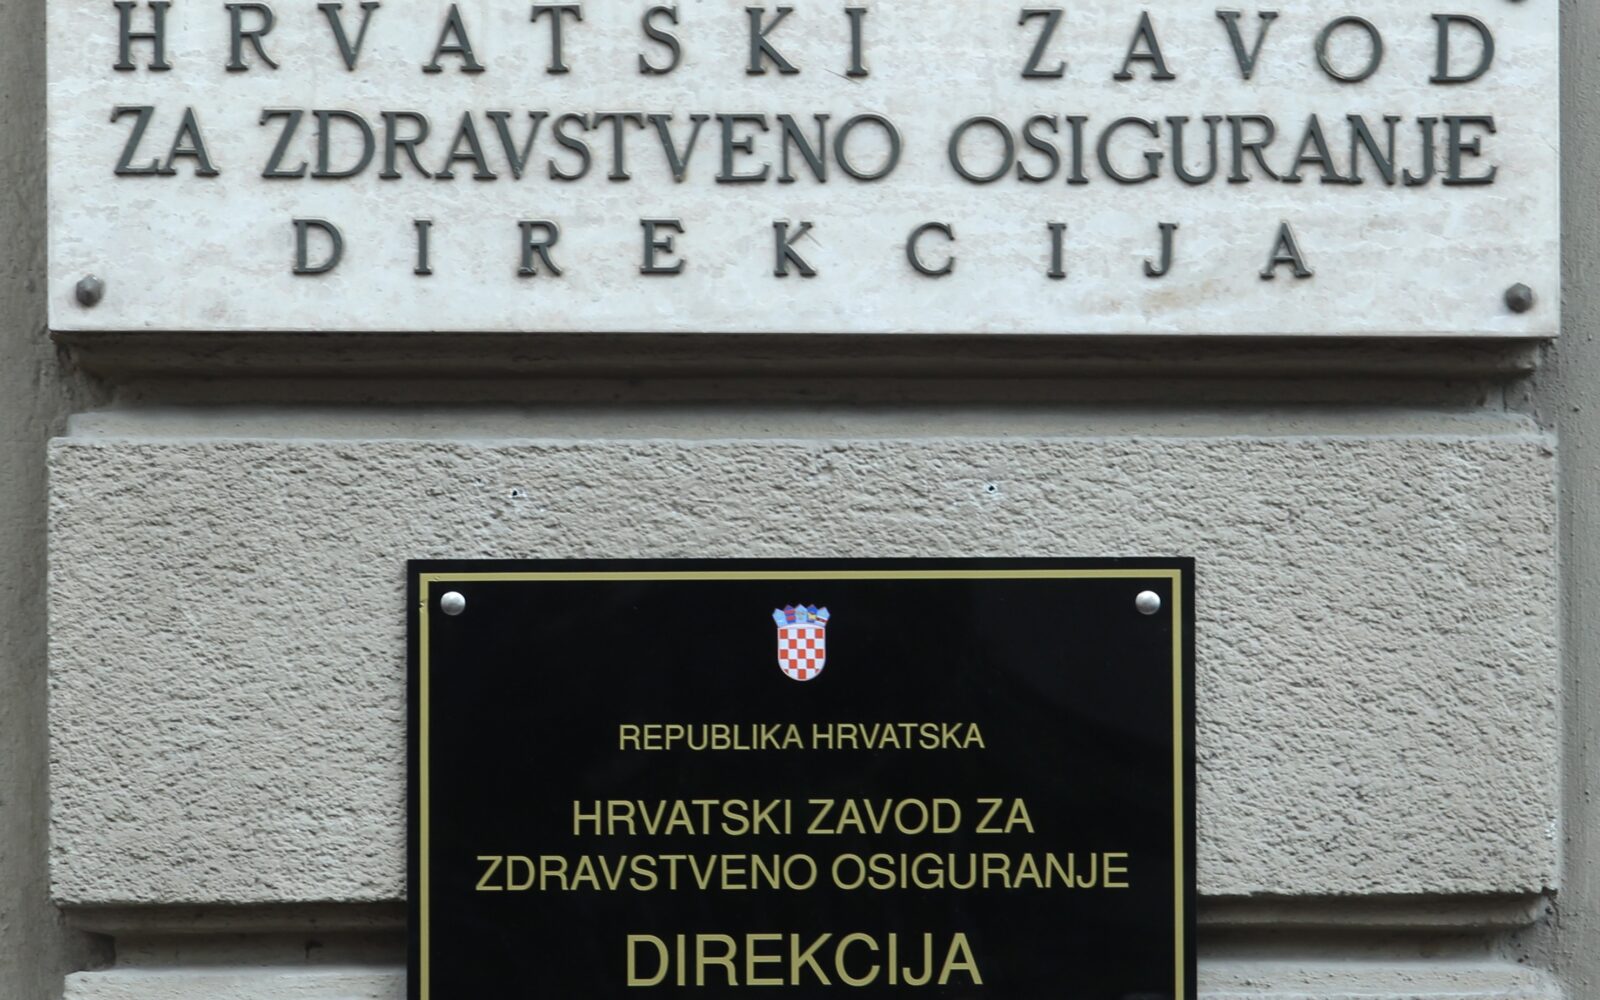 HRVATSKI ZAVOD
ZA ZDRAVSTVENO OSIGURANJE
DIREKCIJA
REPUBLIKA HRVATSKA
HRVATSKI ZAVOD ZA
ZDRAVSTVENO OSIGURANJE
DIREKCIJA